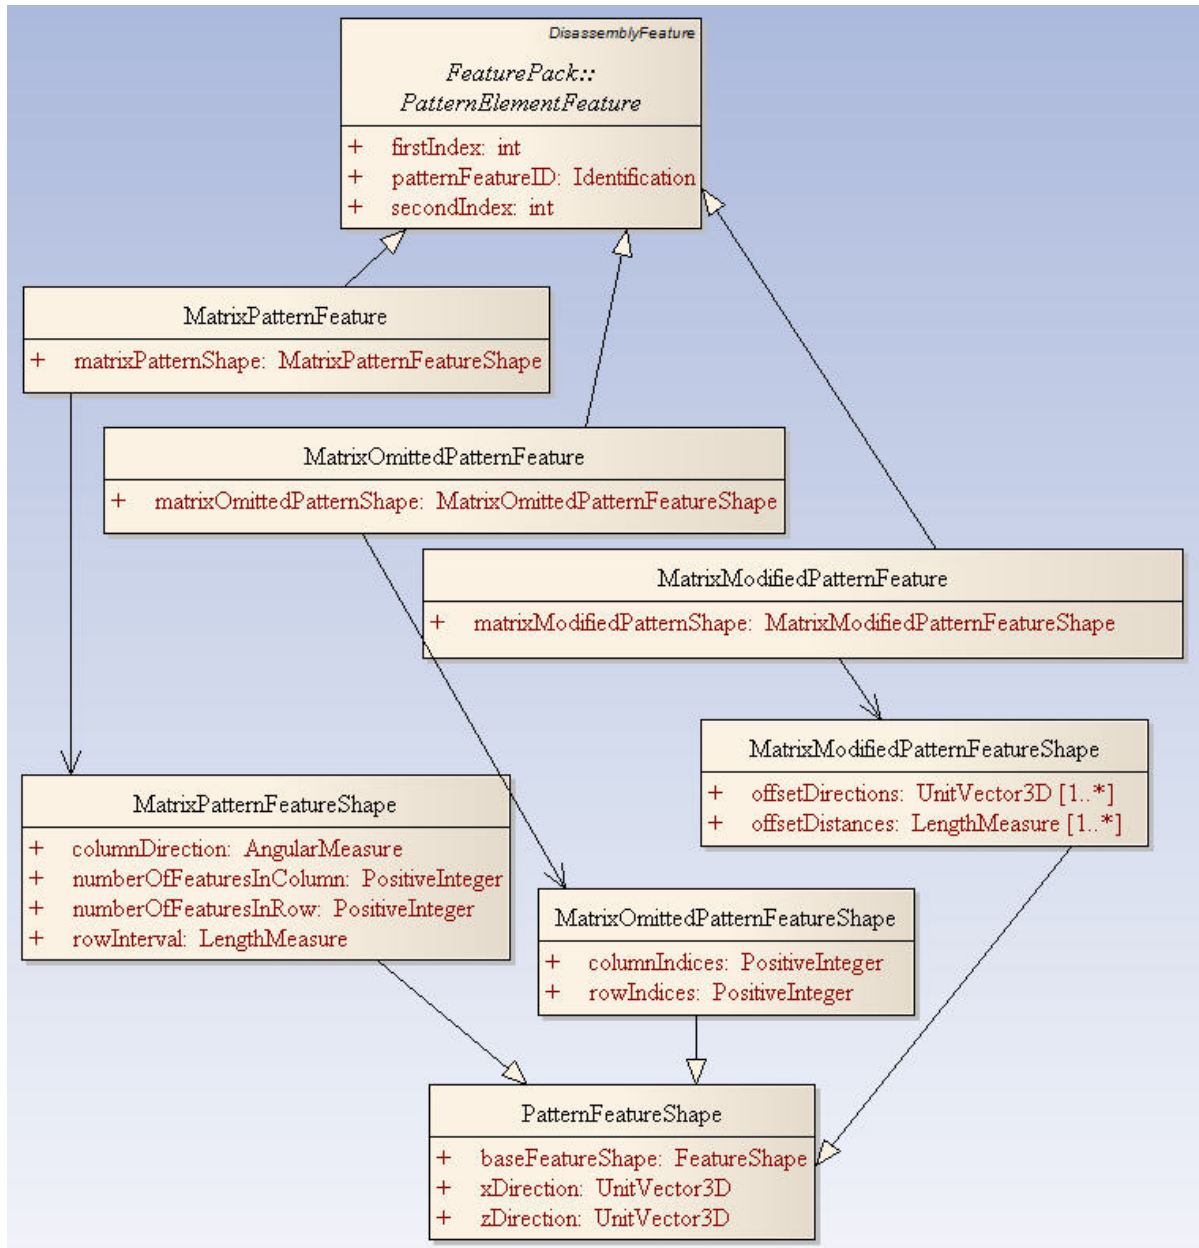 DisassemblyFeature
FeaturePack::
PatternElementFeature
+ firstIndex: int
+ patternFeatureID: Identification
+ secondIndex: int
MatrixPatternFeature
+ matrixPatternShape: MatrixPatternFeatureShape
MatrixOmittedPatternFeature
+ matrixOmittedPatternShape: MatrixOmittedPatternFeatureShape
MatrixModifiedPatternFeature
+ matrixModifiedPatternShape: MatrixModifiedPatternFeatureShape
MatrixModifiedPatternFeatureShape
+ offsetDirections: UnitVector3D [1..*]
+ offsetDistances: LengthMeasure [1..*]
MatrixPatternFeatureShape
+ columnDirection: AngularMeasure
+ numberOfFeaturesInColumn: PositiveInteger
+ numberOfFeaturesInRow: PositiveInteger
+ rowInterval: LengthMeasure
MatrixOmittedPatternFeatureShape
+ columnIndices: PositiveInteger
+ rowIndices: PositiveInteger
PatternFeatureShape
+ baseFeatureShape: FeatureShape
+ xDirection: UnitVector3D
+ zDirection: UnitVector3D